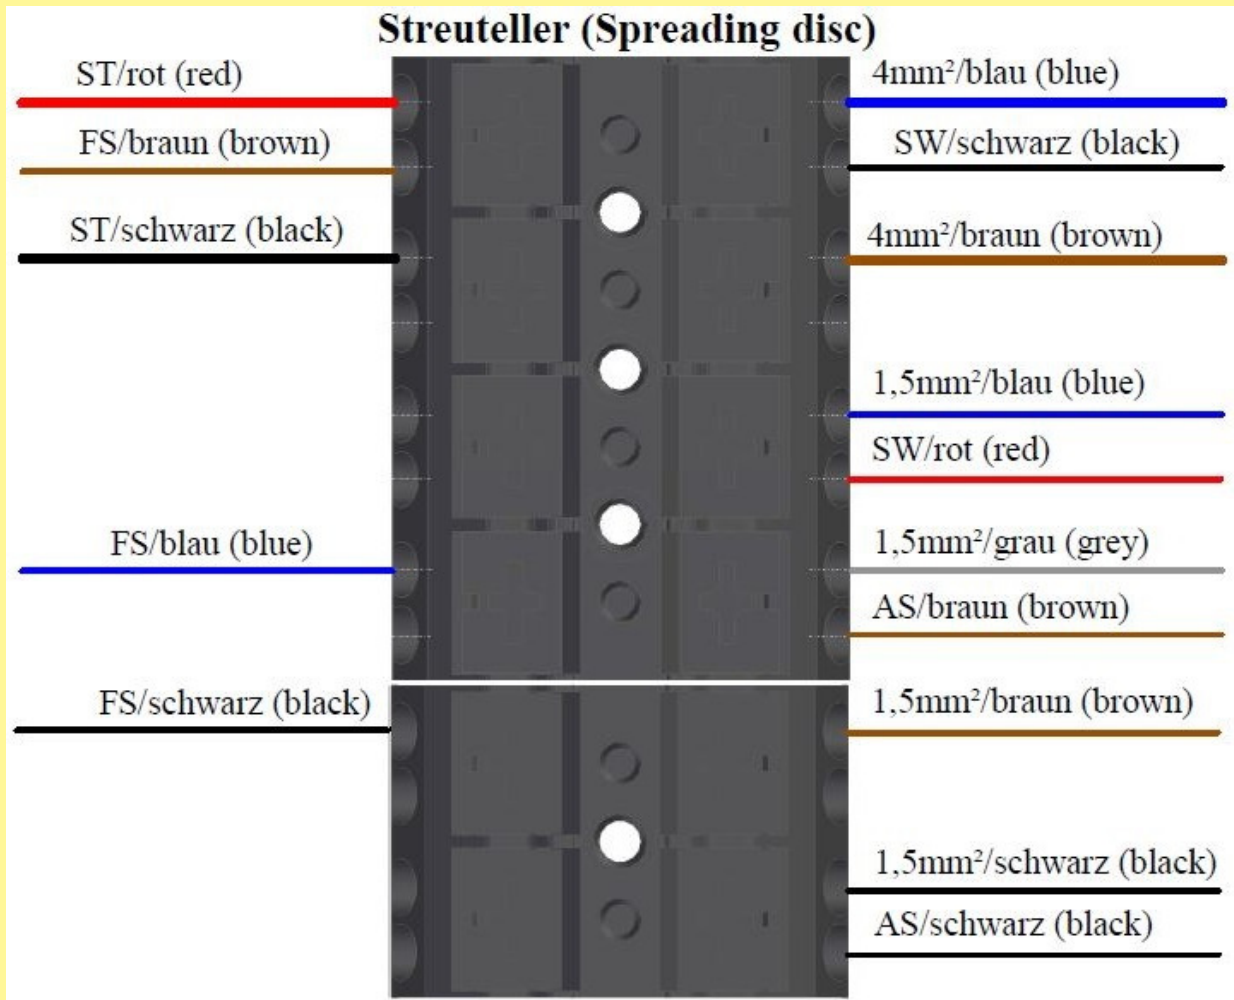 Streuteller (Spreading disc)
ST/rot (red)
FS/braun (brown)
ST/schwarz (black)
FS/blau (blue)
FS/schwarz (black)
4mm²/blau (blue)
SW/schwarz (black)
4mm²/braun (brown)
1,5mm²/blau (blue)
SW/rot (red)
1,5mm²/grau (grey)
AS/braun (brown)
1,5mm²/braun (brown)
1,5mm²/schwarz (black)
AS/schwarz (black)